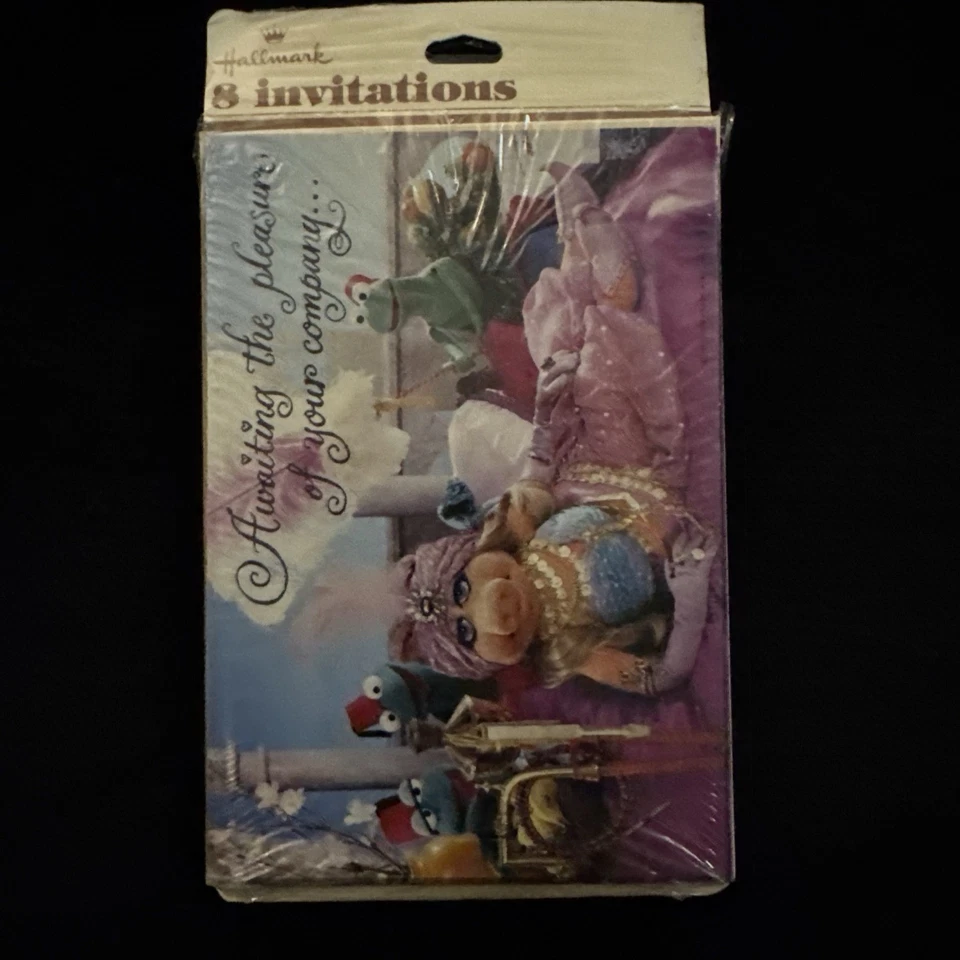 Hallmark
8 invitations
Awaiting the pleasure
of your company...